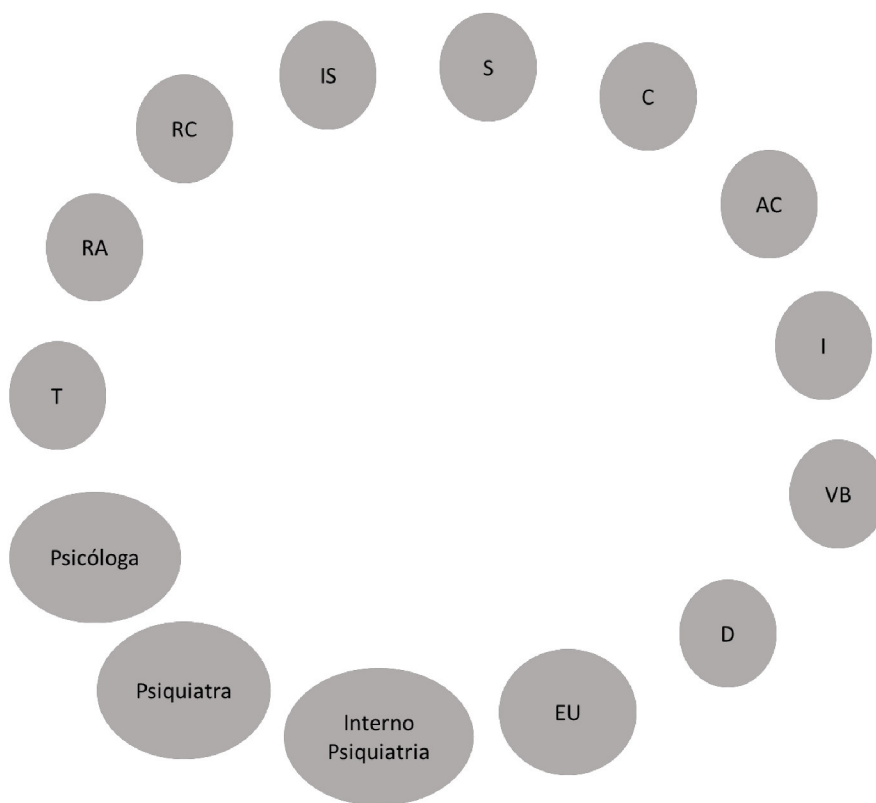 IS
S
C
RC
AC
RA
I
T
VB
Psicóloga
D
Psiquiatra
EU
Interno
Psiquiatria